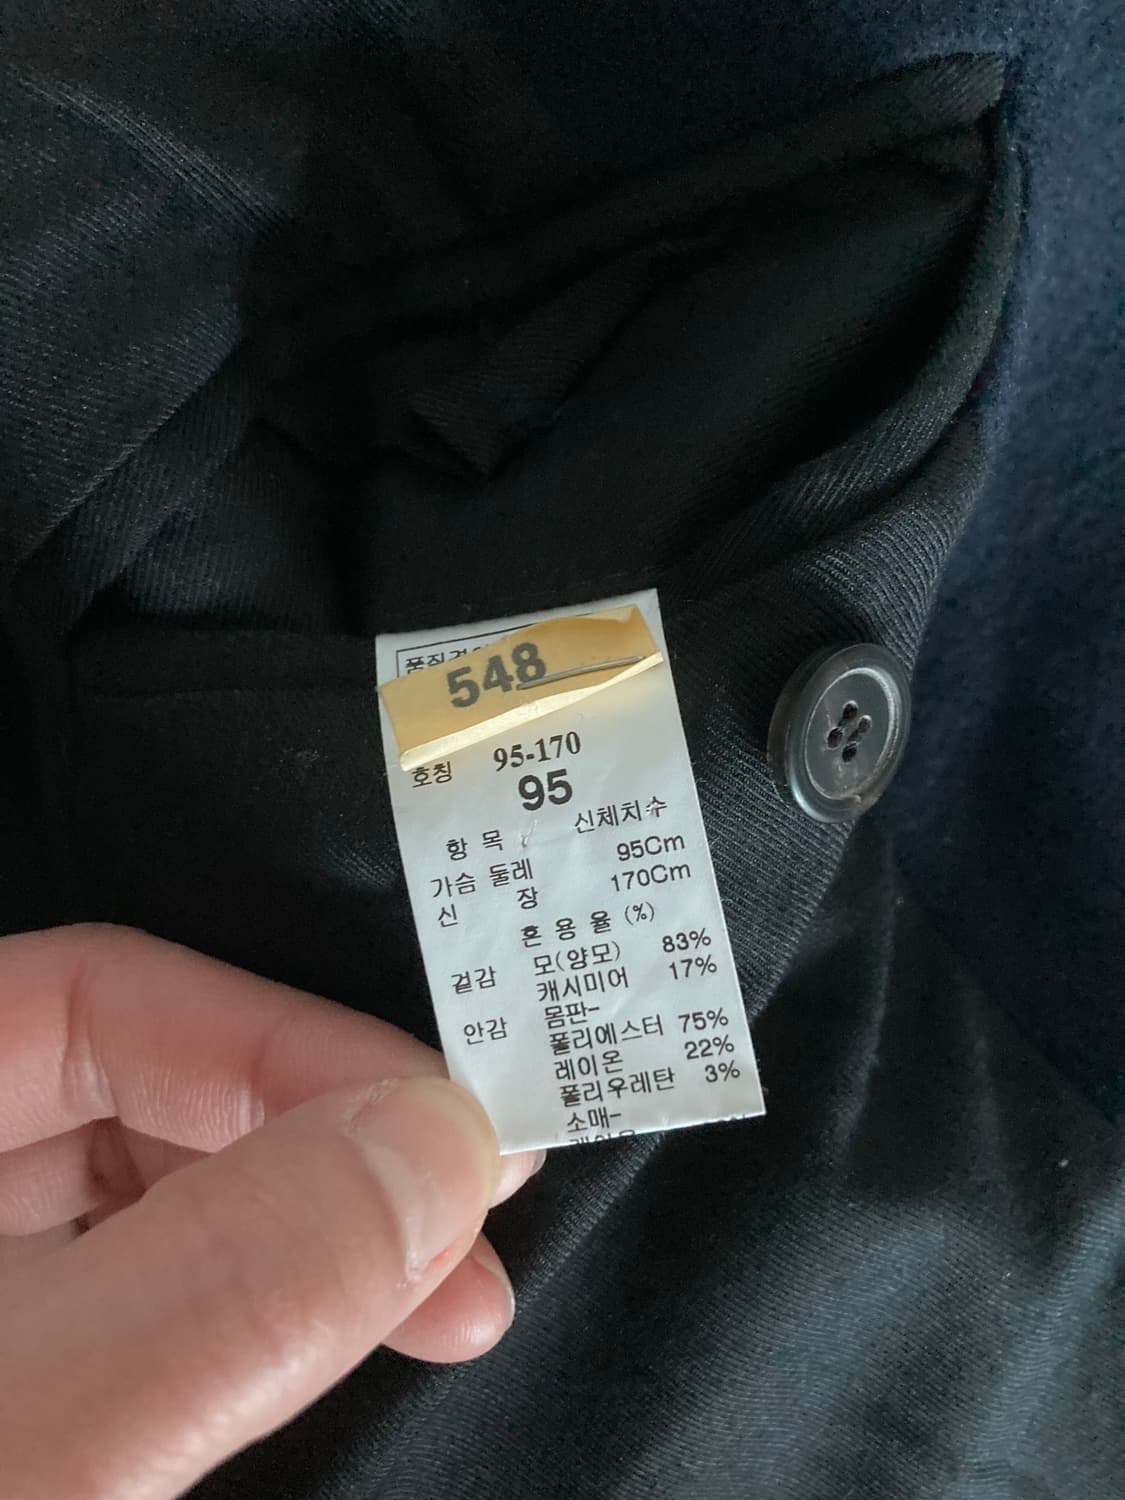 548
호칭 95-170
95
항 목 신체치수
가슴 둘레 95Cm
신 장 170Cm
혼 용 율 (%)
겉감 모(양모) 83%
캐시미어 17%
안감 몸판-
폴리에스터 75%
레이온 22%
폴리우레탄 3%
소매-